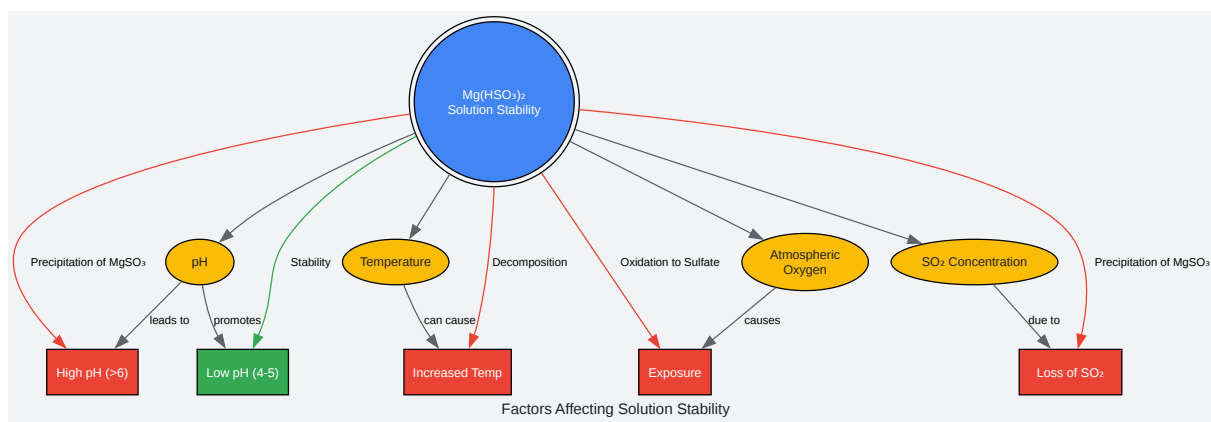 Mg(HSO₃)₂
Solution Stability
Precipitation of MgSO₃
pH
Stability
Temperature
Decomposition
Oxidation to Sulfate
Atmospheric
Oxygen
SO₂ Concentration
Precipitation of MgSO₃
leads to
promotes
can cause
causes
due to
High pH (>6)
Low pH (4-5)
Increased Temp
Exposure
Loss of SO₂
Factors Affecting Solution Stability